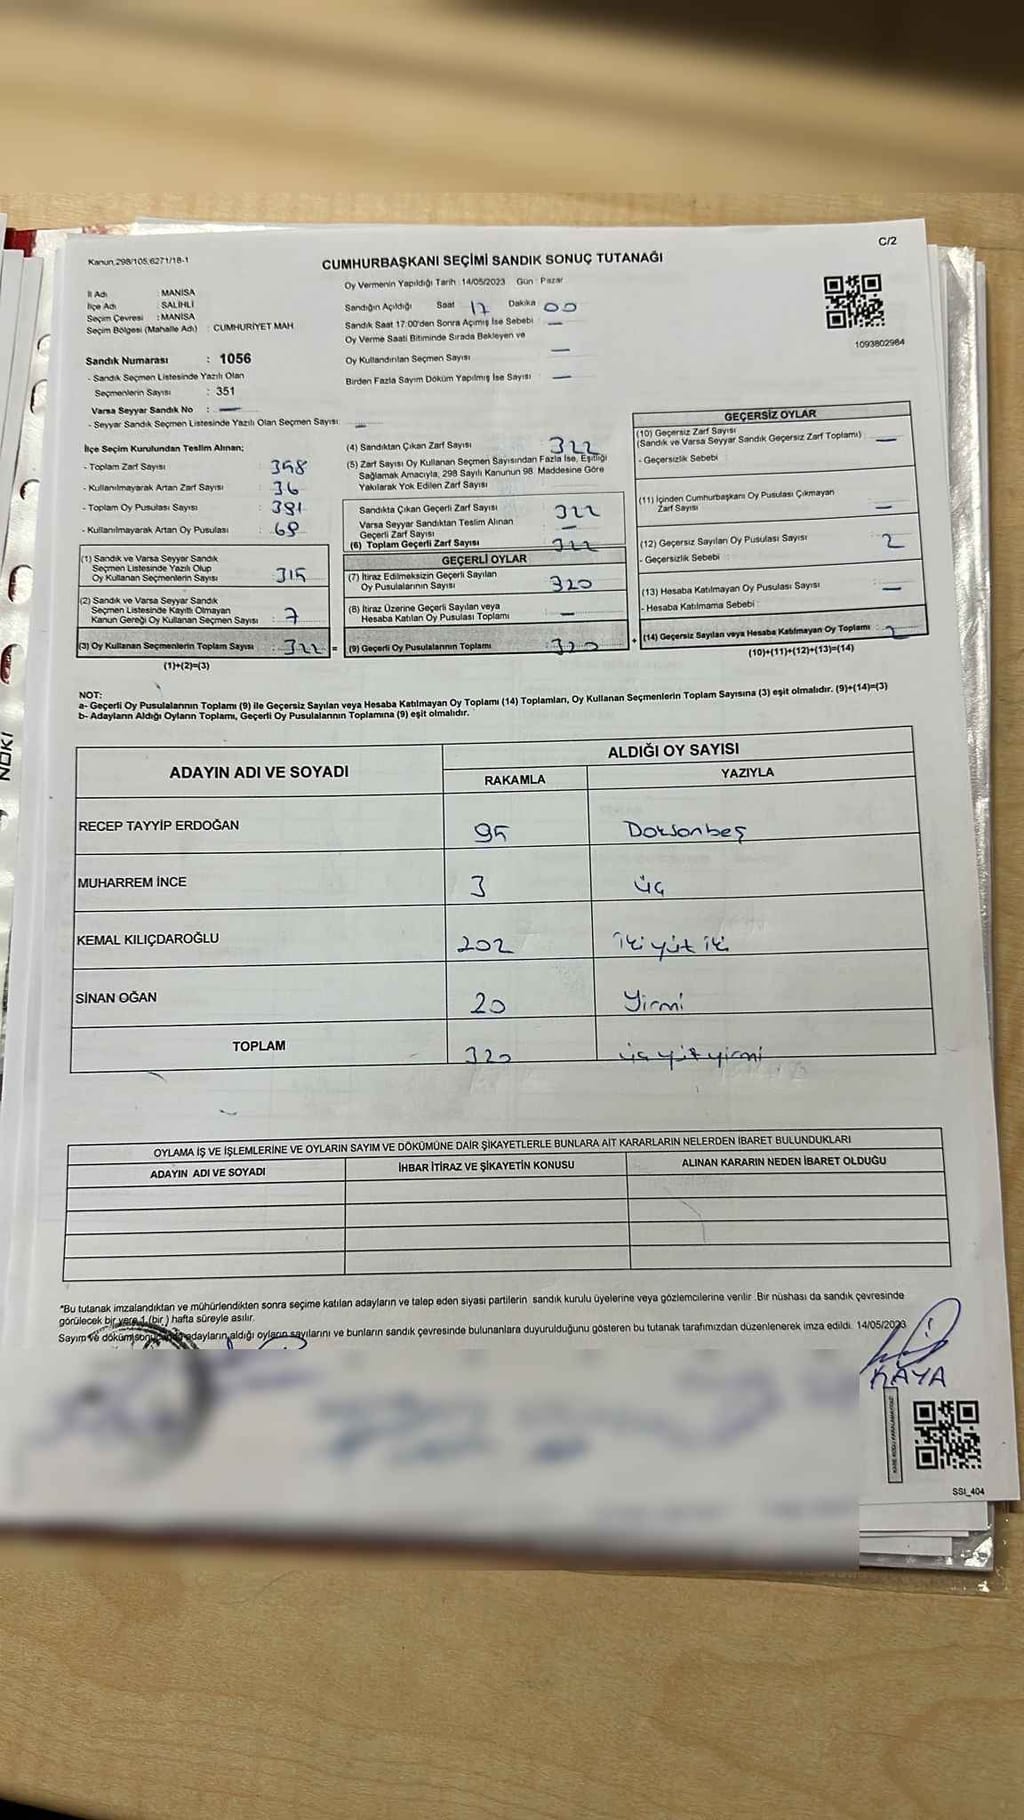 C/2
Kanun 298/105,6271/18-1
CUMHURBAŞKANI SEÇİMİ SANDIK SONUÇ TUTANAĞI
1093802984
İl Adı : MANİSA
İlçe Adı : SALİHLİ
Seçim Çevresi : MANİSA
Seçim Bölgesi (Mahalle Adı) : CUMHURİYET MAH
Sandık Numarası : 1056
- Sandık Seçmen Listesinde Yazılı Olan
Seçmenlerin Sayısı : 351
Varsa Seyyar Sandık No : —
- Seyyar Sandık Seçmen Listesinde Yazılı Olan Seçmen Sayısı: —
Oy Vermenin Yapıldığı Tarih : 14/05/2023 Gün : Pazar
Sandığın Açıldığı Saat 17 Dakika 00
Sandık Saat 17:00'den Sonra Açımış İse Sebebi : —
Oy Verme Saati Bitiminde Sırada Bekleyen ve
Oy Kullandırılan Seçmen Sayısı : —
Birden Fazla Sayım Döküm Yapılmış İse Sayısı : —
İlçe Seçim Kurulundan Teslim Alınan;
- Toplam Zarf Sayısı : 358
- Kullanılmayarak Artan Zarf Sayısı : 36
- Toplam Oy Pusulası Sayısı : 381
- Kullanılmayarak Artan Oy Pusulası :
(1) Sandık ve Varsa Seyyar Sandık
Seçmen Listesinde Yazılı Olup
Oy Kullanan Seçmenlerin Sayısı : 315
(2) Sandık ve Varsa Seyyar Sandık
Seçmen Listesinde Kayıtlı Olmayan
Kanun Gereği Oy Kullanan Seçmen Sayısı : 7
(3) Oy Kullanan Seçmenlerin Toplam Sayısı : 322 =
(1)+(2)=(3)
(4) Sandıktan Çıkan Zarf Sayısı 322
(5) Zarf Sayısı Oy Kullanan Seçmen Sayısından Fazla İse, Eşitliği
Sağlamak Amacıyla, 298 Sayılı Kanunun 98. Maddesine Göre
Yakılarak Yok Edilen Zarf Sayısı
Sandıkta Çıkan Geçerli Zarf Sayısı 322
Varsa Seyyar Sandıktan Teslim Alınan
Geçerli Zarf Sayısı —
(6) Toplam Geçerli Zarf Sayısı 322
GEÇERLİ OYLAR
(7) İtiraz Edilmeksizin Geçerli Sayılan
Oy Pusulalarının Sayısı 320
(8) İtiraz Üzerine Geçerli Sayılan veya
Hesaba Katılan Oy Pusulası Toplamı —
(9) Geçerli Oy Pusulalarının Toplamı : 320 +
GEÇERSİZ OYLAR
(10) Geçersiz Zarf Sayısı
(Sandık ve Varsa Seyyar Sandık Geçersiz Zarf Toplamı) —
- Geçersizlik Sebebi :
(11) İçinden Cumhurbaşkanı Oy Pusulası Çıkmayan
Zarf Sayısı —
(12) Geçersiz Sayılan Oy Pusulası Sayısı : 2
- Geçersizlik Sebebi :
(13) Hesaba Katılmayan Oy Pusulası Sayısı : —
- Hesaba Katılmama Sebebi :
(14) Geçersiz Sayılan veya Hesaba Katılmayan Oy Toplamı : 2
(10)+(11)+(12)+(13)=(14)
NOT:
a- Geçerli Oy Pusulalarının Toplamı (9) ile Geçersiz Sayılan veya Hesaba Katılmayan Oy Toplamı (14) Toplamları, Oy Kullanan Seçmenlerin Toplam Sayısına (3) eşit olmalıdır. (9)+(14)=(3)
b- Adayların Aldığı Oyların Toplamı, Geçerli Oy Pusulalarının Toplamına (9) eşit olmalıdır.
ADAYIN ADI VE SOYADI ALDIĞI OY SAYISI
RAKAMLA YAZIYLA
RECEP TAYYİP ERDOĞAN 95 Doksanbeş
MUHARREM İNCE 3 üç
KEMAL KILIÇDAROĞLU 202 İki yüz iki
SİNAN OĞAN 20 Yirmi
TOPLAM 320 üç yüz yirmi
OYLAMA İŞ VE İŞLEMLERİNE VE OYLARIN SAYIM VE DÖKÜMÜNE DAİR ŞİKAYETLERLE BUNLARA AİT KARARLARIN NELERDEN İBARET BULUNDUKLARI
ADAYIN ADI VE SOYADI İHBAR İTİRAZ VE ŞİKAYETİN KONUSU ALINAN KARARIN NEDEN İBARET OLDUĞU
*Bu tutanak imzalandıktan ve mühürlendikten sonra seçime katılan adayların ve talep eden siyasi partilerin sandık kurulu üyelerine veya gözlemcilerine verilir. Bir nüshası da sandık çevresinde
görülecek bir yere 1 (bir) hafta süreyle asılır.
Sayım ve döküm sonucunda adayların aldığı oyların sayılarını ve bunların sandık çevresinde bulunanlara duyurulduğunu gösteren bu tutanak tarafımızdan düzenlenerek imza edildi. 14/05/2023
KAYA
SSI_404